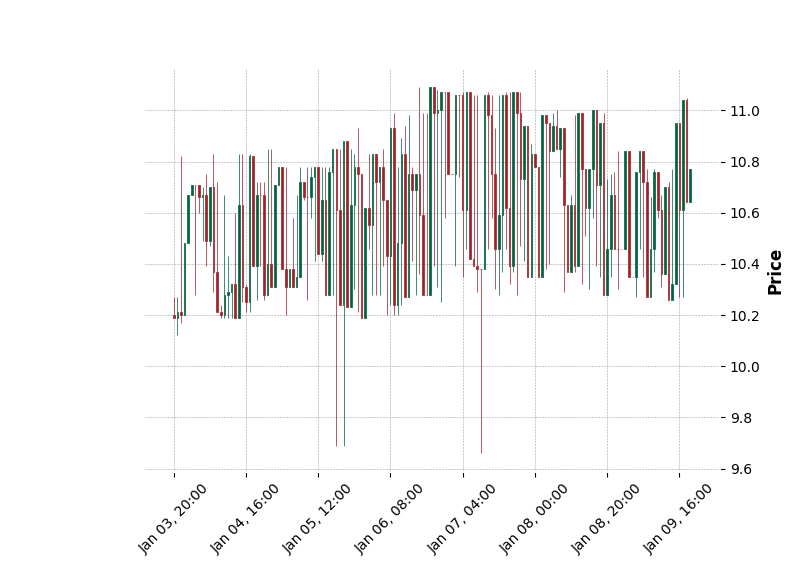 11.0
10.8
10.6
10.4
10.2
10.0
9.8
9.6
Price
Jan 03, 20:00
Jan 04, 16:00
Jan 05, 12:00
Jan 06, 08:00
Jan 07, 04:00
Jan 08, 00:00
Jan 08, 20:00
Jan 09, 16:00